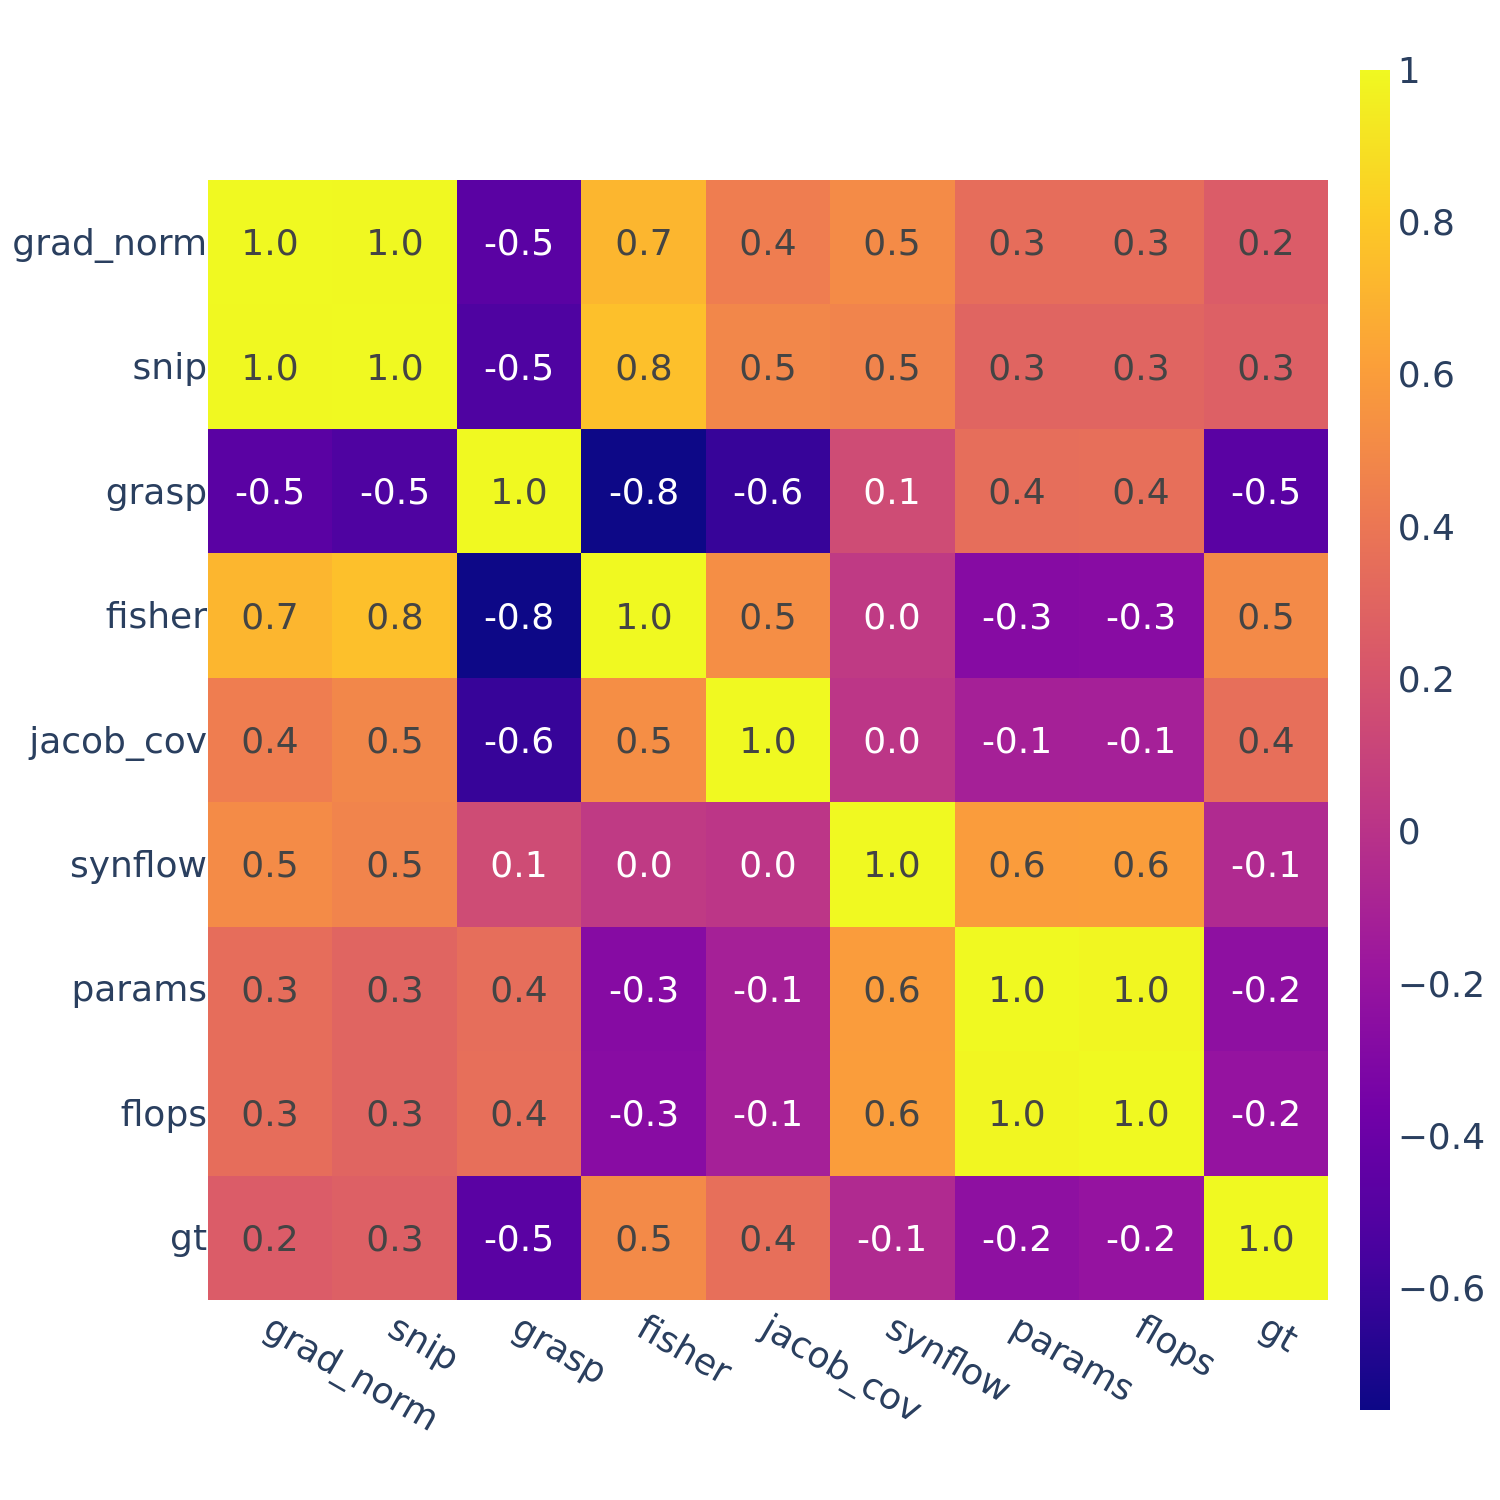 grad_norm 1.0 1.0 -0.5 0.7 0.4 0.5 0.3 0.3 0.2
snip 1.0 1.0 -0.5 0.8 0.5 0.5 0.3 0.3 0.3
grasp -0.5 -0.5 1.0 -0.8 -0.6 0.1 0.4 0.4 -0.5
fisher 0.7 0.8 -0.8 1.0 0.5 0.0 -0.3 -0.3 0.5
jacob_cov 0.4 0.5 -0.6 0.5 1.0 0.0 -0.1 -0.1 0.4
synflow 0.5 0.5 0.1 0.0 0.0 1.0 0.6 0.6 -0.1
params 0.3 0.3 0.4 -0.3 -0.1 0.6 1.0 1.0 -0.2
flops 0.3 0.3 0.4 -0.3 -0.1 0.6 1.0 1.0 -0.2
gt 0.2 0.3 -0.5 0.5 0.4 -0.1 -0.2 -0.2 1.0
grad_norm snip grasp fisher jacob_cov synflow params flops gt
1
0.8
0.6
0.4
0.2
0
−0.2
−0.4
−0.6